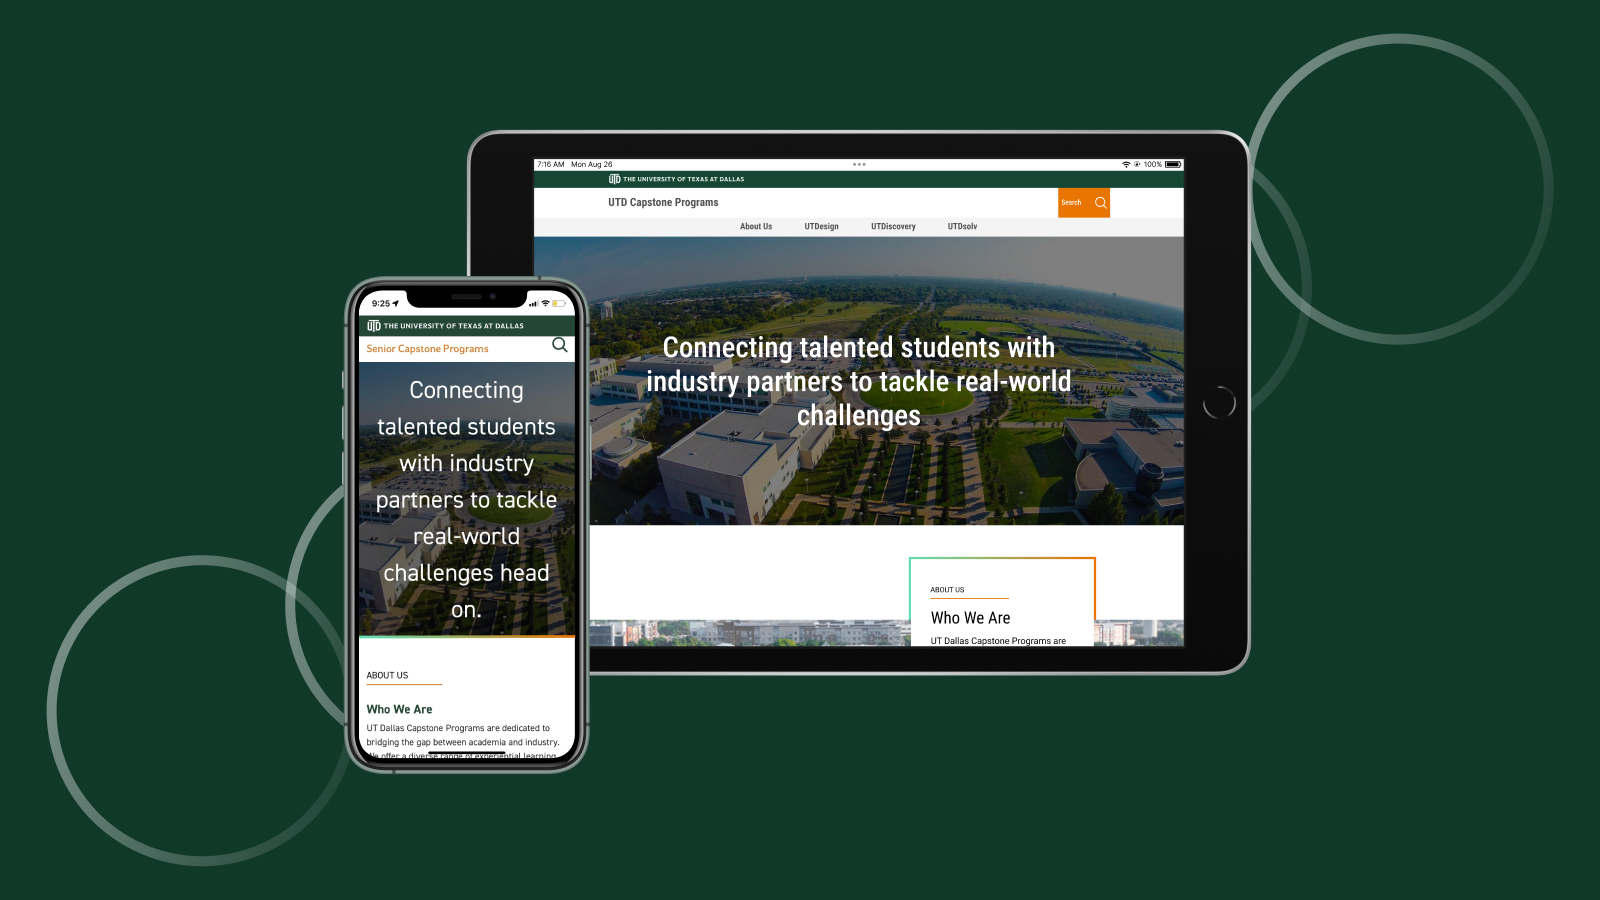 7:16 AM Mon Aug 26
100%
UTD THE UNIVERSITY OF TEXAS AT DALLAS
UTD Capstone Programs
Search
About Us UTDesign UTDiscovery UTDsolv
Connecting talented students with
industry partners to tackle real-world
challenges
ABOUT US
Who We Are
UT Dallas Capstone Programs are
9:25
UTD THE UNIVERSITY OF TEXAS AT DALLAS
Senior Capstone Programs
Connecting
talented students
with industry
partners to tackle
real-world
challenges head
on.
ABOUT US
Who We Are
UT Dallas Capstone Programs are dedicated to
bridging the gap between academia and industry.
We offer a diverse range of experiential learning